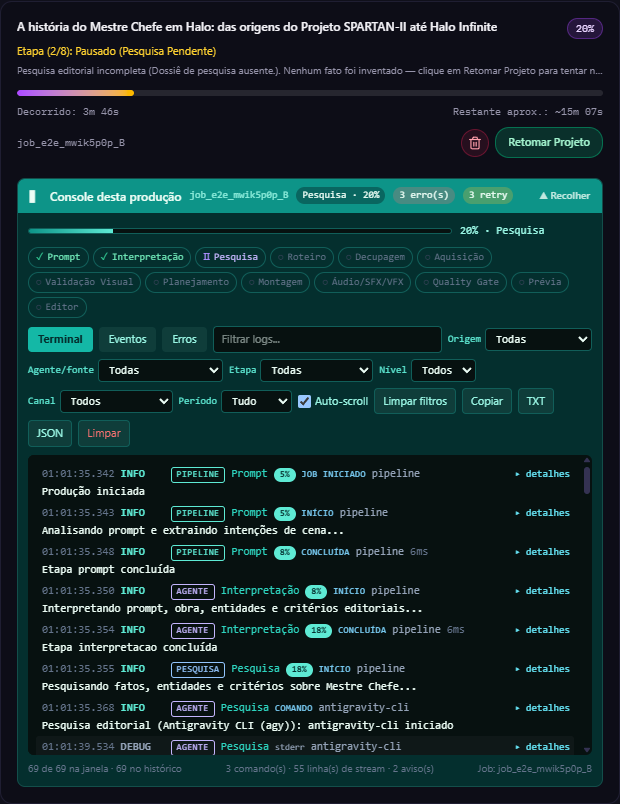 A história do Mestre Chefe em Halo: das origens do Projeto SPARTAN-II até Halo Infinite
20%
Etapa (2/8): Pausado (Pesquisa Pendente)
Pesquisa editorial incompleta (Dossiê de pesquisa ausente.). Nenhum fato foi inventado — clique em Retomar Projeto para tentar n...
Decorrido: 3m 46s
Restante aprox.: ~15m 07s
job_e2e_mwik5p0p_B
Retomar Projeto
Console desta produção job_e2e_mwik5p0p_B Pesquisa · 20% 3 erro(s) 3 retry ▲ Recolher
20% · Pesquisa
✓ Prompt ✓ Interpretação Pesquisa Roteiro Decupagem Aquisição
Validação Visual Planejamento Montagem Áudio/SFX/VFX Quality Gate Prévia
Editor
Terminal Eventos Erros Filtrar logs... Origem Todas
Agente/fonte Todas Etapa Todas Nível Todos
Canal Todos Período Tudo Auto-scroll Limpar filtros Copiar TXT
JSON Limpar
01:01:35.342 INFO PIPELINE Prompt 5% JOB INICIADO pipeline ▸ detalhes
Produção iniciada
01:01:35.343 INFO PIPELINE Prompt 5% INÍCIO pipeline ▸ detalhes
Analisando prompt e extraindo intenções de cena...
01:01:35.348 INFO PIPELINE Prompt 8% CONCLUÍDA pipeline 6ms ▸ detalhes
Etapa prompt concluída
01:01:35.350 INFO AGENTE Interpretação 8% INÍCIO pipeline ▸ detalhes
Interpretando prompt, obra, entidades e critérios editoriais...
01:01:35.354 INFO AGENTE Interpretação 18% CONCLUÍDA pipeline 6ms ▸ detalhes
Etapa interpretacao concluída
01:01:35.355 INFO PESQUISA Pesquisa 18% INÍCIO pipeline ▸ detalhes
Pesquisando fatos, entidades e critérios sobre Mestre Chefe...
01:01:35.368 INFO AGENTE Pesquisa COMANDO antigravity-cli ▸ detalhes
Pesquisa editorial (Antigravity CLI (agy)): antigravity-cli iniciado
01:01:39.534 DEBUG AGENTE Pesquisa stderr antigravity-cli ▸ detalhes
69 de 69 na janela · 69 no histórico
3 comando(s) · 55 linha(s) de stream · 2 aviso(s)
Job: job_e2e_mwik5p0p_B